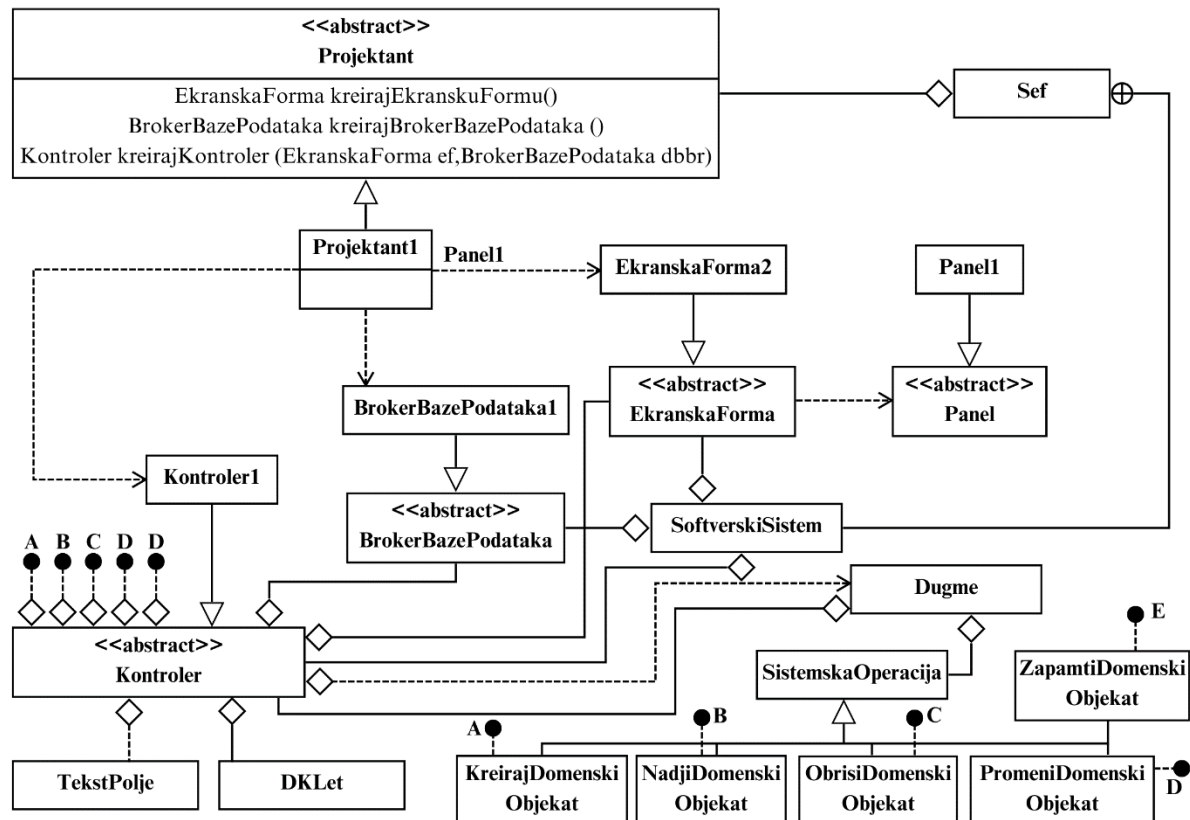 <<abstract>>
Projektant
EkranskaForma kreirajEkranskuFormu()
BrokerBazePodataka kreirajBrokerBazePodataka ()
Kontroler kreirajKontroler (EkranskaForma ef,BrokerBazePodataka dbbr)
Sef
Projektant1
Panel1
EkranskaForma2
Panel1
<<abstract>>
EkranskaForma
<<abstract>>
Panel
BrokerBazePodataka1
Kontroler1
<<abstract>>
BrokerBazePodataka
SoftverskiSistem
A B C D D
Dugme
<<abstract>>
Kontroler
E
SistemskaOperacija
ZapamtiDomenski
Objekat
A
B
C
TekstPolje
DKLet
KreirajDomenski
Objekat
NadjiDomenski
Objekat
ObrisiDomenski
Objekat
PromeniDomenski
Objekat
D